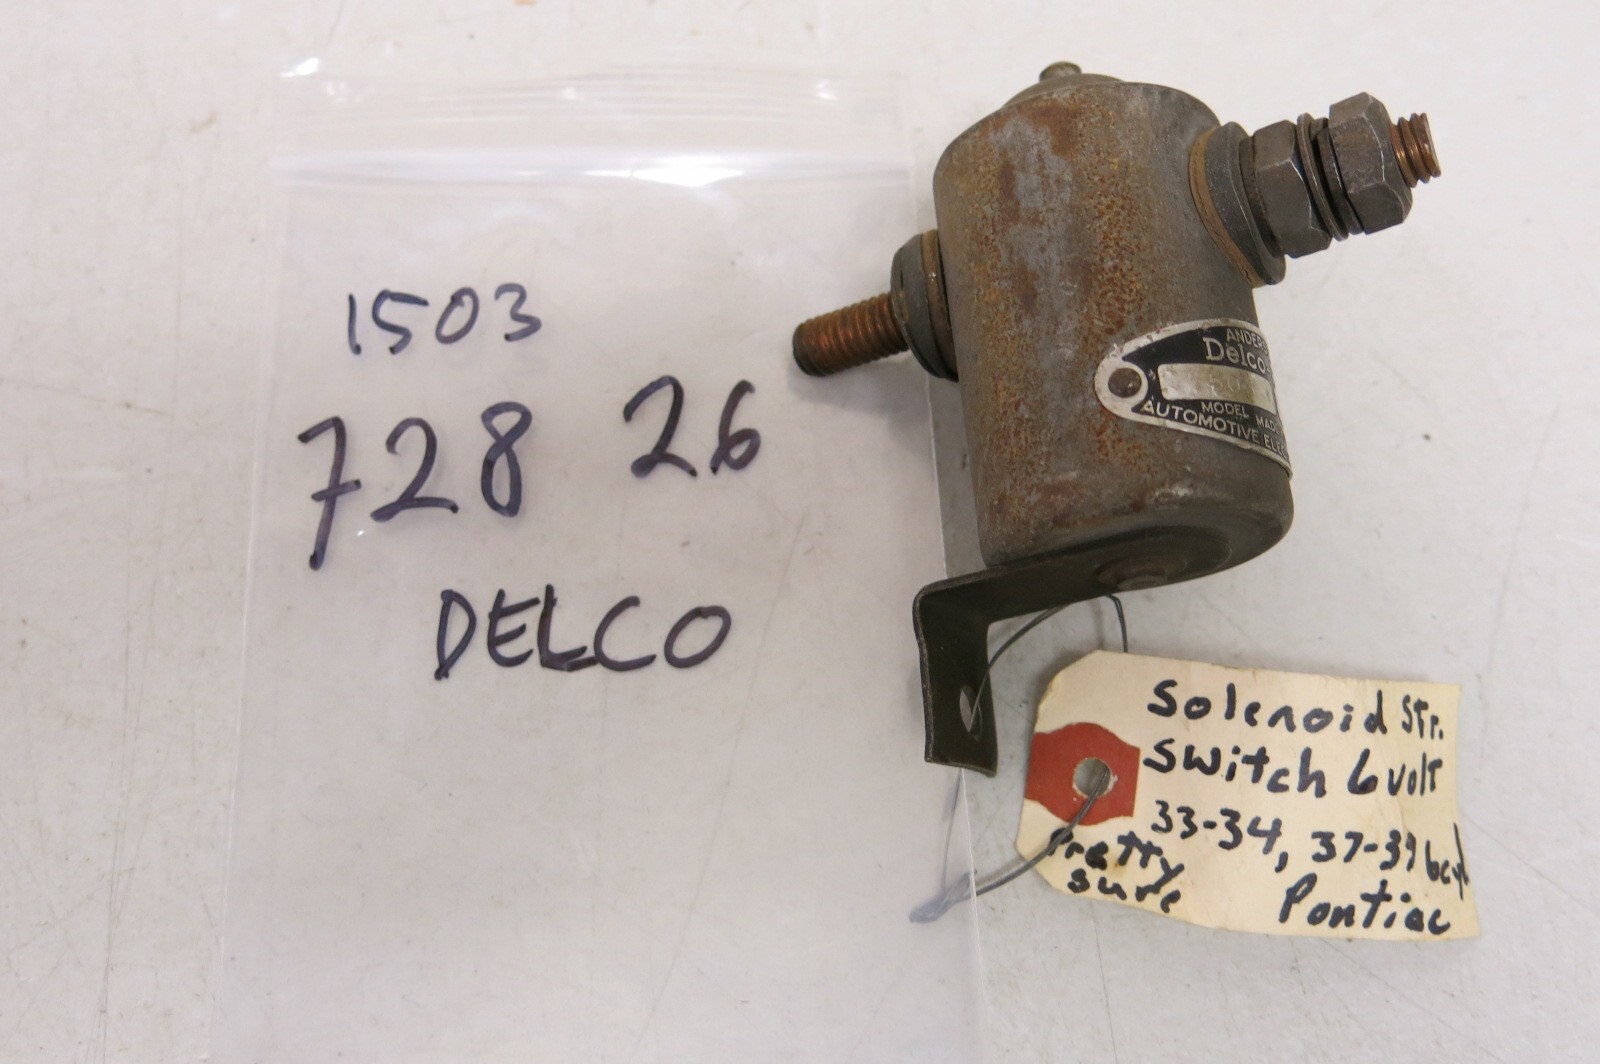 1503
728 26
DELCO
Delco-
MODEL
AUTOMOTIVE
Solenoid Str.
Switch 6 volt
33-34, 37-39 6cyl
Pretty
sure
Pontiac